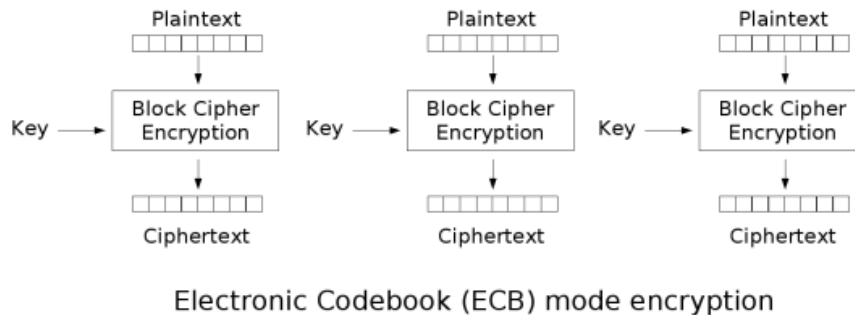 Plaintext
Plaintext
Plaintext
Key
Block Cipher
Encryption
Key
Block Cipher
Encryption
Key
Block Cipher
Encryption
Ciphertext
Ciphertext
Ciphertext
Electronic Codebook (ECB) mode encryption